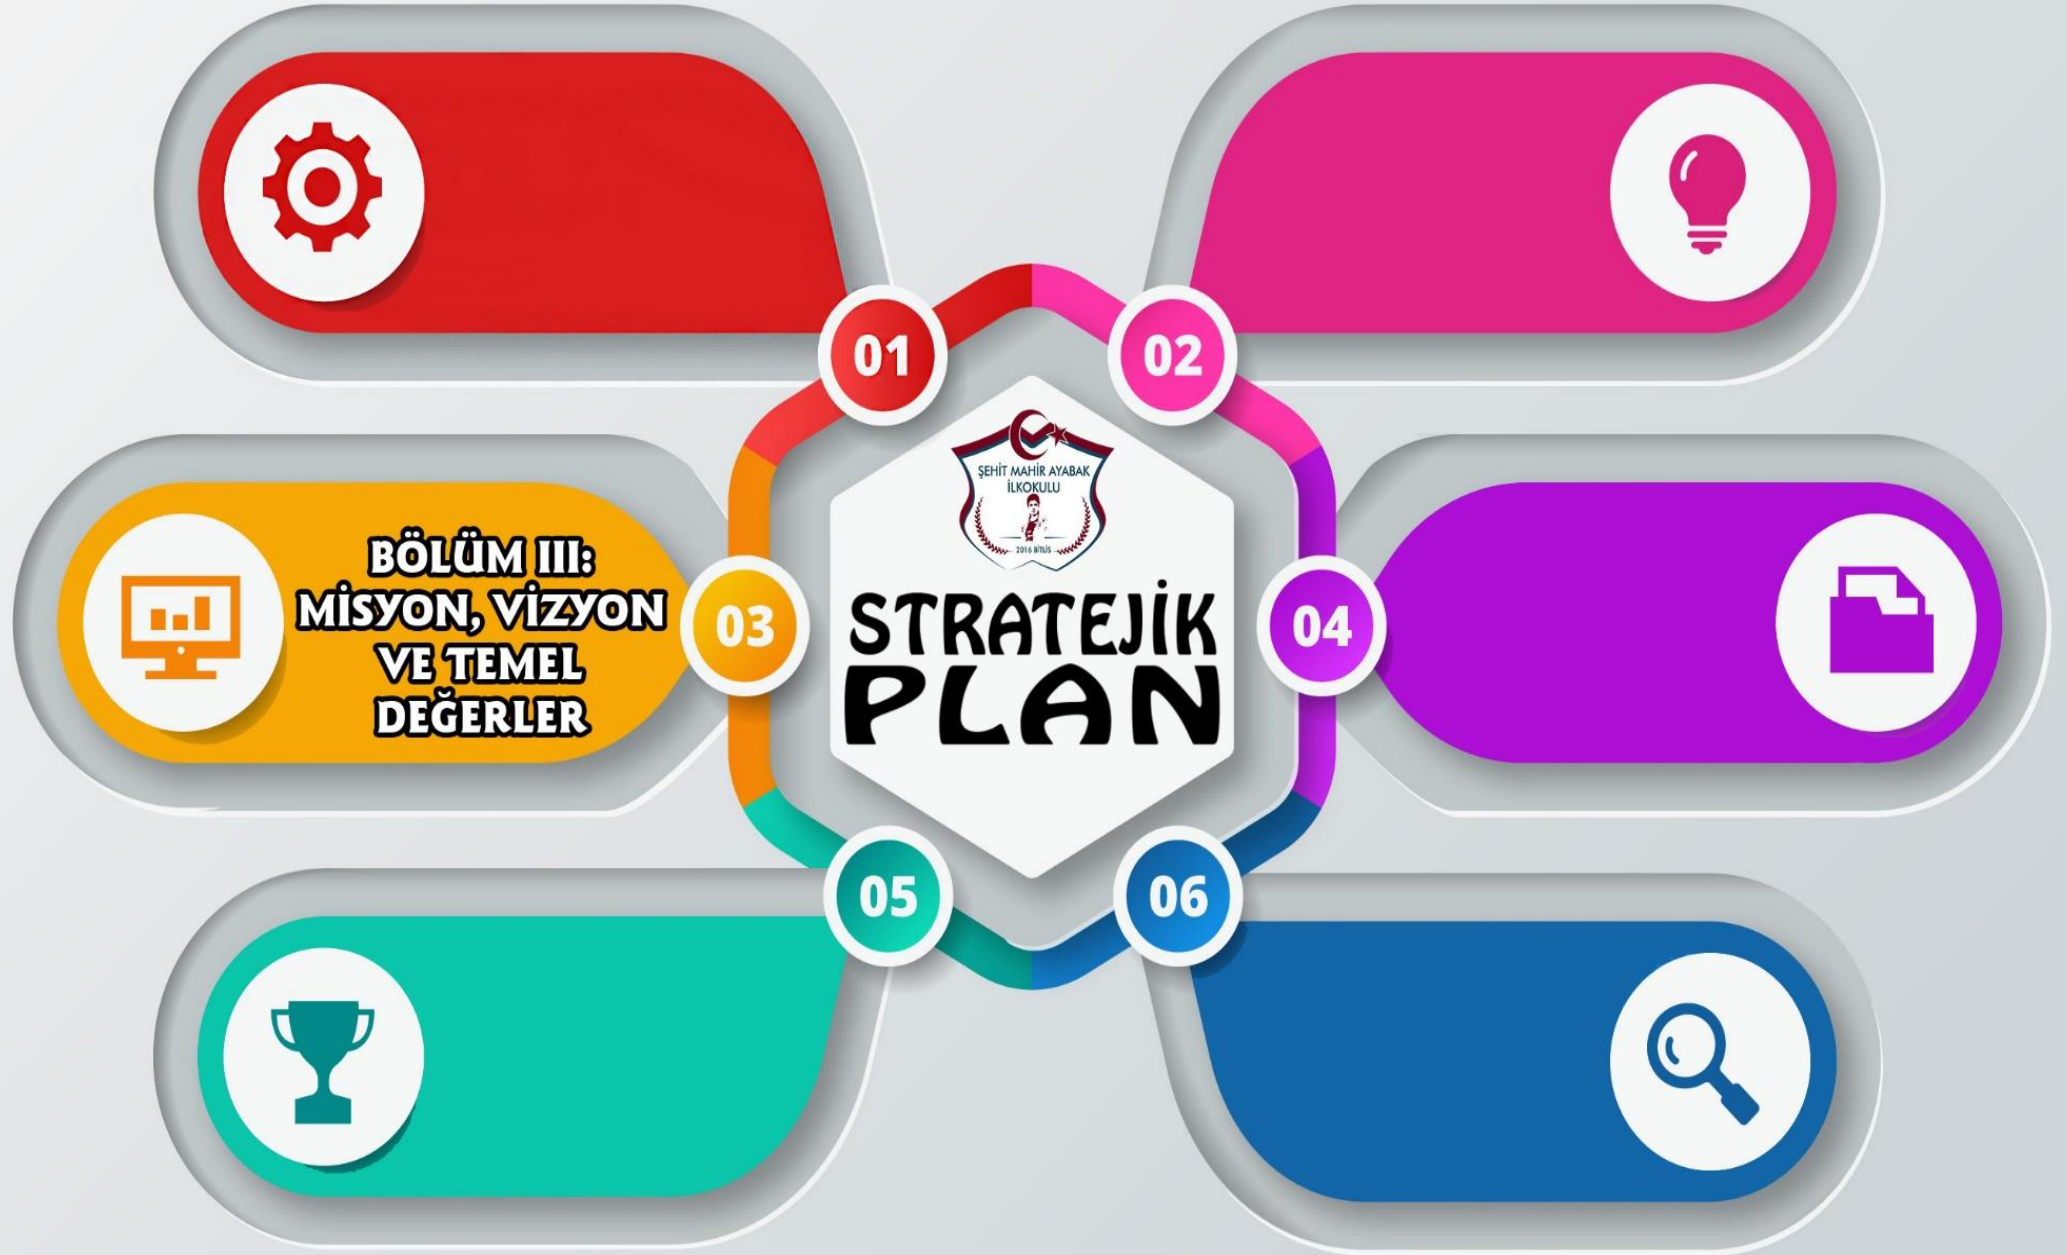 01
02
ŞEHİT MAHİR AYABAK
İLKOKULU
2016 BİTLİS
BÖLÜM III:
MİSYON, VİZYON
VE TEMEL
DEĞERLER
03
STRATEJİK
PLAN
04
05
06